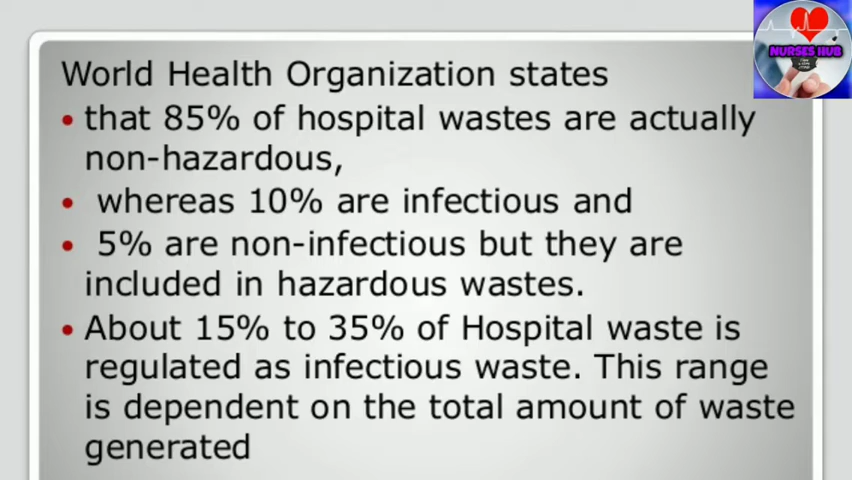 NURSES HUB
World Health Organization states
• that 85% of hospital wastes are actually
non-hazardous,
• whereas 10% are infectious and
• 5% are non-infectious but they are
included in hazardous wastes.
• About 15% to 35% of Hospital waste is
regulated as infectious waste. This range
is dependent on the total amount of waste
generated